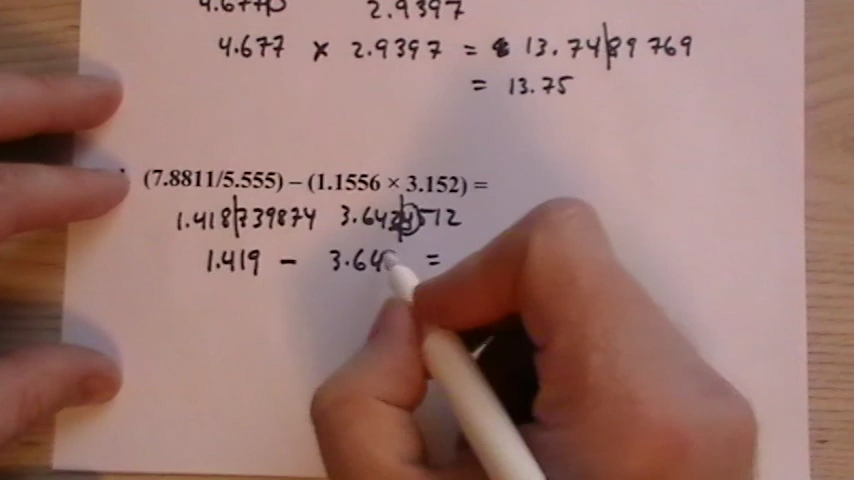 2.9397
4.677 × 2.9397 = 13.74|89769
= 13.75
(7.8811/5.555) – (1.1556 × 3.152) =
1.418|739874 3.642|4512
1.419 - 3.64 =